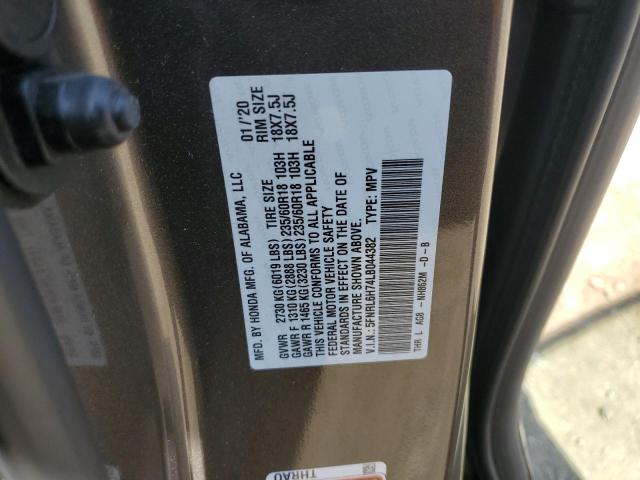 MFD. BY HONDA MFG. OF ALABAMA, LLC 01/'20
GVWR 2730 KG(6019 LBS) TIRE SIZE RIM SIZE
GAWR F 1310 KG(2888 LBS) 235/60R18 103H 18X7.5J
GAWR R 1465 KG(3230 LBS) 235/60R18 103H 18X7.5J
THIS VEHICLE CONFORMS TO ALL APPLICABLE
FEDERAL MOTOR VEHICLE SAFETY
STANDARDS IN EFFECT ON THE DATE OF
MANUFACTURE SHOWN ABOVE.
V.I.N.: 5FNRL6H74LB044382 TYPE: MPV
THR L AG8 -NH862M -D-B
THRA0